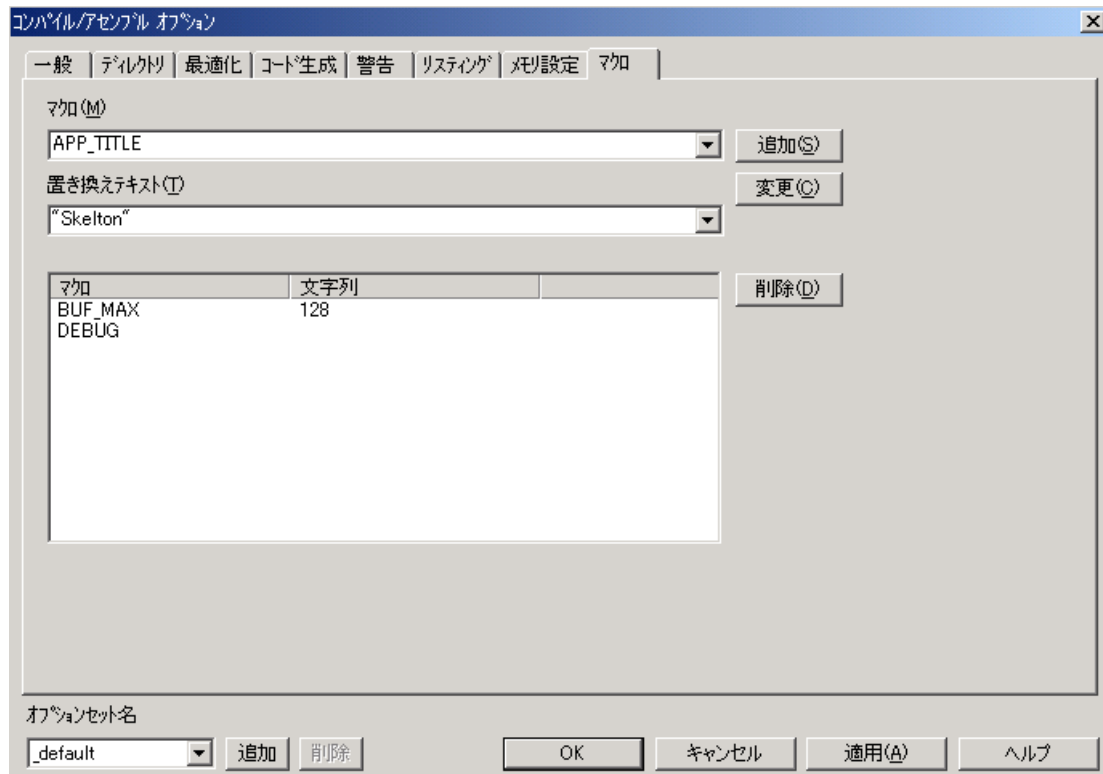 ｺﾝﾊﾟｲﾙ/ｱｾﾝﾌﾞﾙ ｵﾌﾟｼｮﾝ
一般 ﾃﾞｨﾚｸﾄﾘ 最適化 ｺｰﾄﾞ生成 警告 ﾘｽﾃｨﾝｸﾞ ﾒﾓﾘ設定 ﾏｸﾛ
ﾏｸﾛ(M)
APP_TITLE 追加(S)
置き換えﾃｷｽﾄ(T) 変更(C)
"Skelton"
ﾏｸﾛ 文字列 削除(D)
BUF_MAX 128
DEBUG
ｵﾌﾟｼｮﾝｾｯﾄ名
_default 追加 削除 OK キャンセル 適用(A) ヘルプ